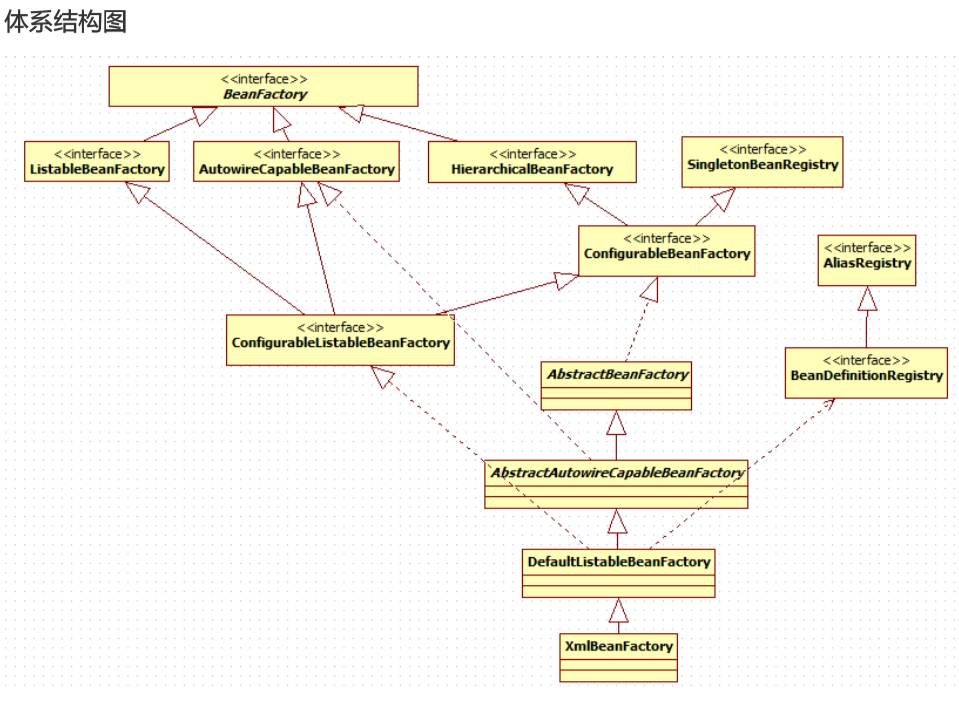 体系结构图
<<interface>>
BeanFactory
<<interface>>
ListableBeanFactory
<<interface>>
AutowireCapableBeanFactory
<<interface>>
HierarchicalBeanFactory
<<interface>>
SingletonBeanRegistry
<<interface>>
ConfigurableBeanFactory
<<interface>>
AliasRegistry
<<interface>>
ConfigurableListableBeanFactory
<<interface>>
BeanDefinitionRegistry
AbstractBeanFactory
AbstractAutowireCapableBeanFactory
DefaultListableBeanFactory
XmlBeanFactory